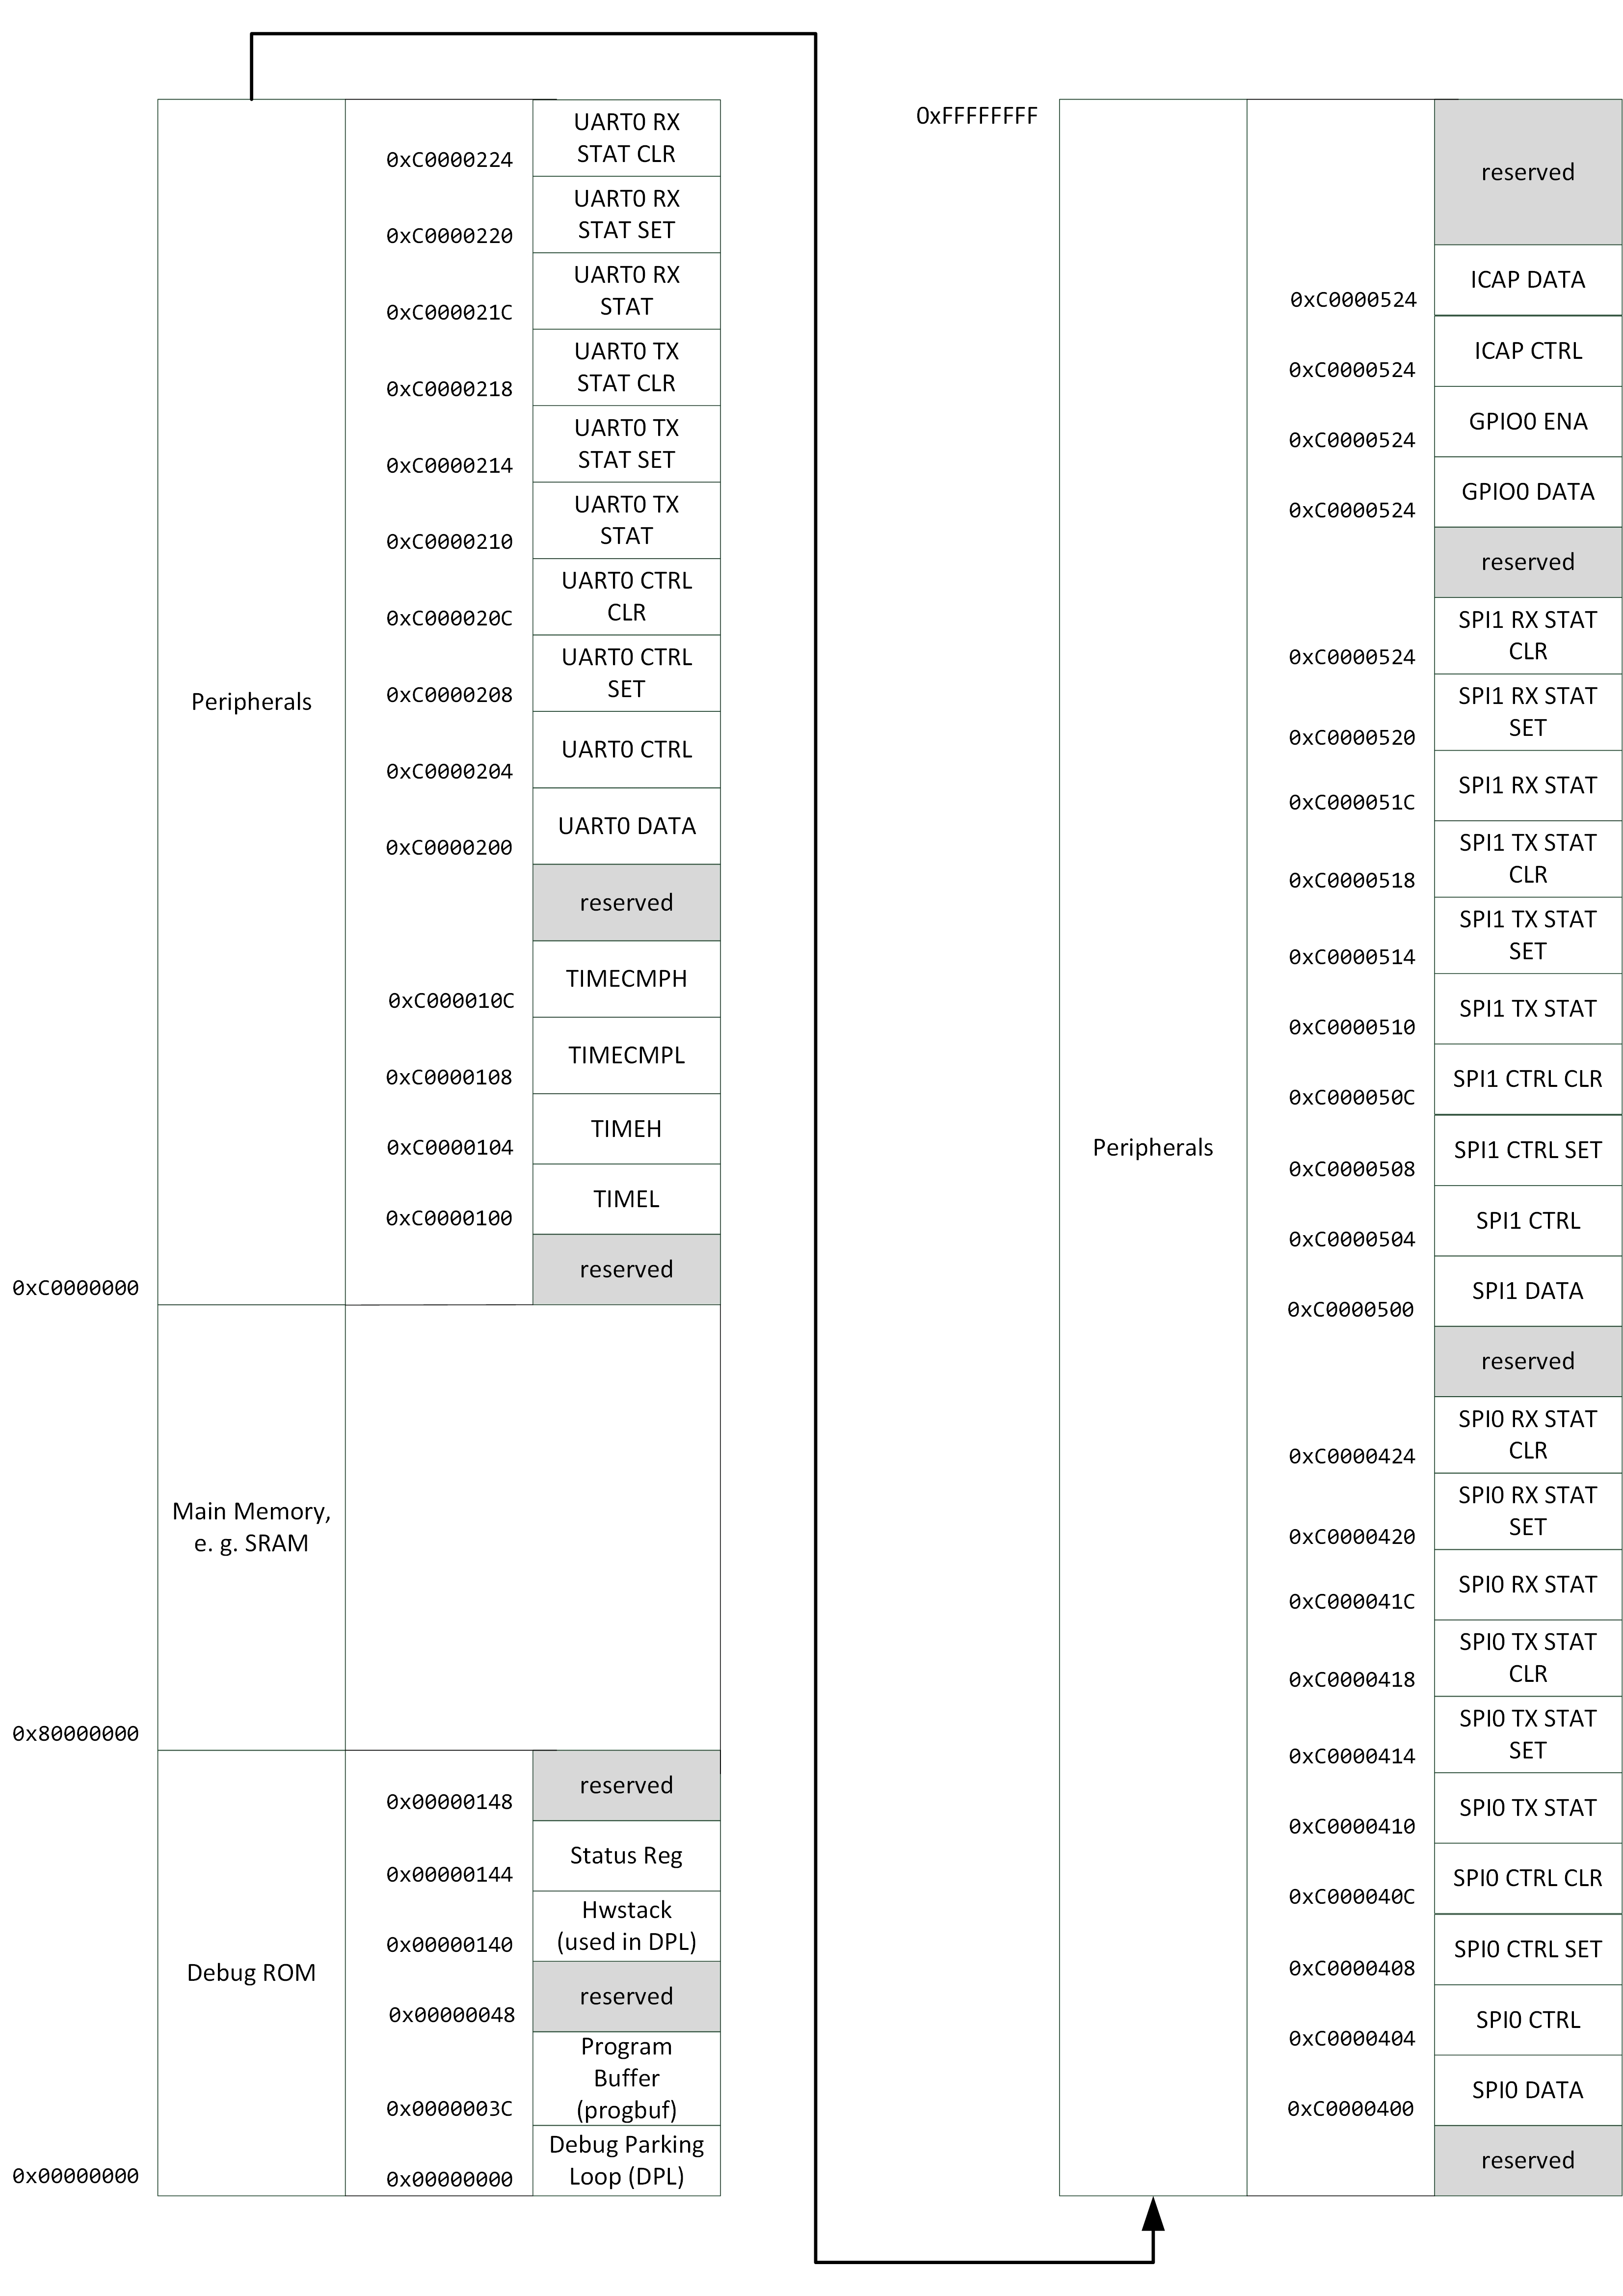 UART0 RX
STAT CLR
0xC0000224
UART0 RX
STAT SET
0xC0000220
UART0 RX
STAT
0xC000021C
UART0 TX
STAT CLR
0xC0000218
UART0 TX
STAT SET
0xC0000214
UART0 TX
STAT
0xC0000210
UART0 CTRL
CLR
0xC000020C
UART0 CTRL
SET
0xC0000208
Peripherals
UART0 CTRL
0xC0000204
UART0 DATA
0xC0000200
reserved
TIMECMPH
0xC000010C
TIMECMPL
0xC0000108
TIMEH
0xC0000104
TIMEL
0xC0000100
reserved
0xC0000000
Main Memory,
e. g. SRAM
0x80000000
reserved
0x00000148
Status Reg
0x00000144
Hwstack
(used in DPL)
0x00000140
Debug ROM
reserved
0x00000048
Program
Buffer
(progbuf)
0x0000003C
Debug Parking
Loop (DPL)
0x00000000
0x00000000
0xFFFFFFFF
reserved
ICAP DATA
0xC0000524
ICAP CTRL
0xC0000524
GPIO0 ENA
0xC0000524
GPIO0 DATA
0xC0000524
reserved
SPI1 RX STAT
CLR
0xC0000524
SPI1 RX STAT
SET
0xC0000520
SPI1 RX STAT
0xC000051C
SPI1 TX STAT
CLR
0xC0000518
SPI1 TX STAT
SET
0xC0000514
SPI1 TX STAT
0xC0000510
SPI1 CTRL CLR
0xC000050C
Peripherals
SPI1 CTRL SET
0xC0000508
SPI1 CTRL
0xC0000504
SPI1 DATA
0xC0000500
reserved
SPI0 RX STAT
CLR
0xC0000424
SPI0 RX STAT
SET
0xC0000420
SPI0 RX STAT
0xC000041C
SPI0 TX STAT
CLR
0xC0000418
SPI0 TX STAT
SET
0xC0000414
SPI0 TX STAT
0xC0000410
SPI0 CTRL CLR
0xC000040C
SPI0 CTRL SET
0xC0000408
SPI0 CTRL
0xC0000404
SPI0 DATA
0xC0000400
reserved